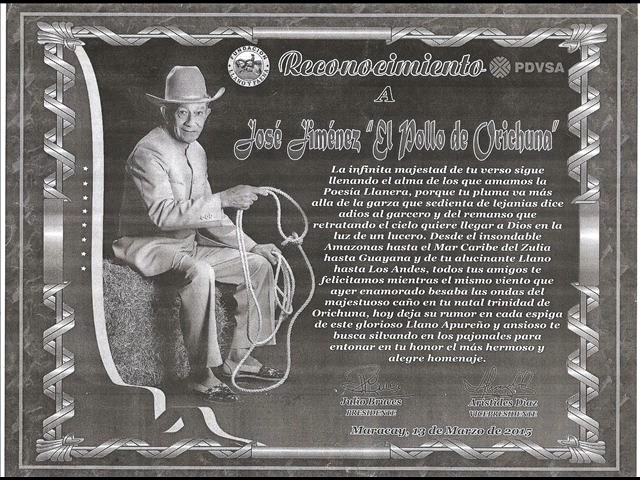 FUNDACIÓN
LLANO Y PATRIA
Reconocimiento
PDVSA
A
José Jiménez "El Pollo de Orichuna"
La infinita majestad de tu verso sigue
llenando el alma de los que amamos la
Poesía Llanera, porque tu pluma va más
alla de la garza que sedienta de lejanias dice
adios al garcero y del remanso que
retratando el cielo quiere llegar a Dios en la
luz de un lucero. Desde el insondable
Amazonas hasta el Mar Caribe del Zulia
hasta Guayana y de tu alucinante Llano
hasta Los Andes, todos tus amigos te
felicitamos mientras el mismo viento que
ayer enamorado besaba las ondas del
majestuoso caño en tu natal trinidad de
Orichuna, hoy deja su rumor en cada espiga
de este glorioso Llano Apureño y ansioso te
busca silvando en los pajonales para
entonar en tu honor el más hermoso y
alegre homenaje.
Julio Bruces
PRESIDENTE
Arístides Díaz
VICEPRESIDENTE
Maracay, 13 de Marzo de 2015